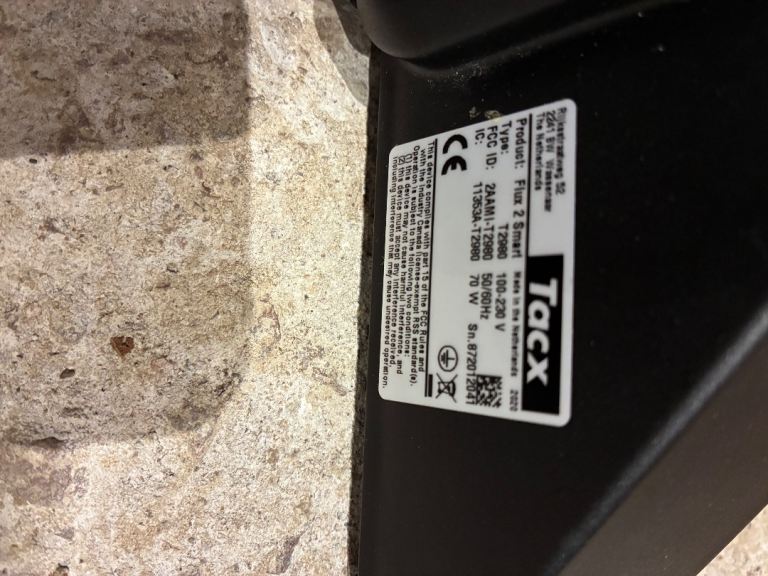 Rijksstraatweg 52
2241 BW Wassenaar
The Netherlands
Tacx
Product: Flux 2 Smart Made in the Netherlands 2020
Type: T2980 100-230 V
FCC ID: 2AAMI-T2980 50/60Hz
IC: 11353A-T2980 70 W Sn.872012041
CE
This device complies with part 15 of the FCC Rules and
with the Industry Canada license-exempt RSS standard(s).
Operation is subject to the following two conditions:
(1) this device may not cause harmful interference, and
(2) this device must accept any interference received,
including interference that may cause undesired operation.